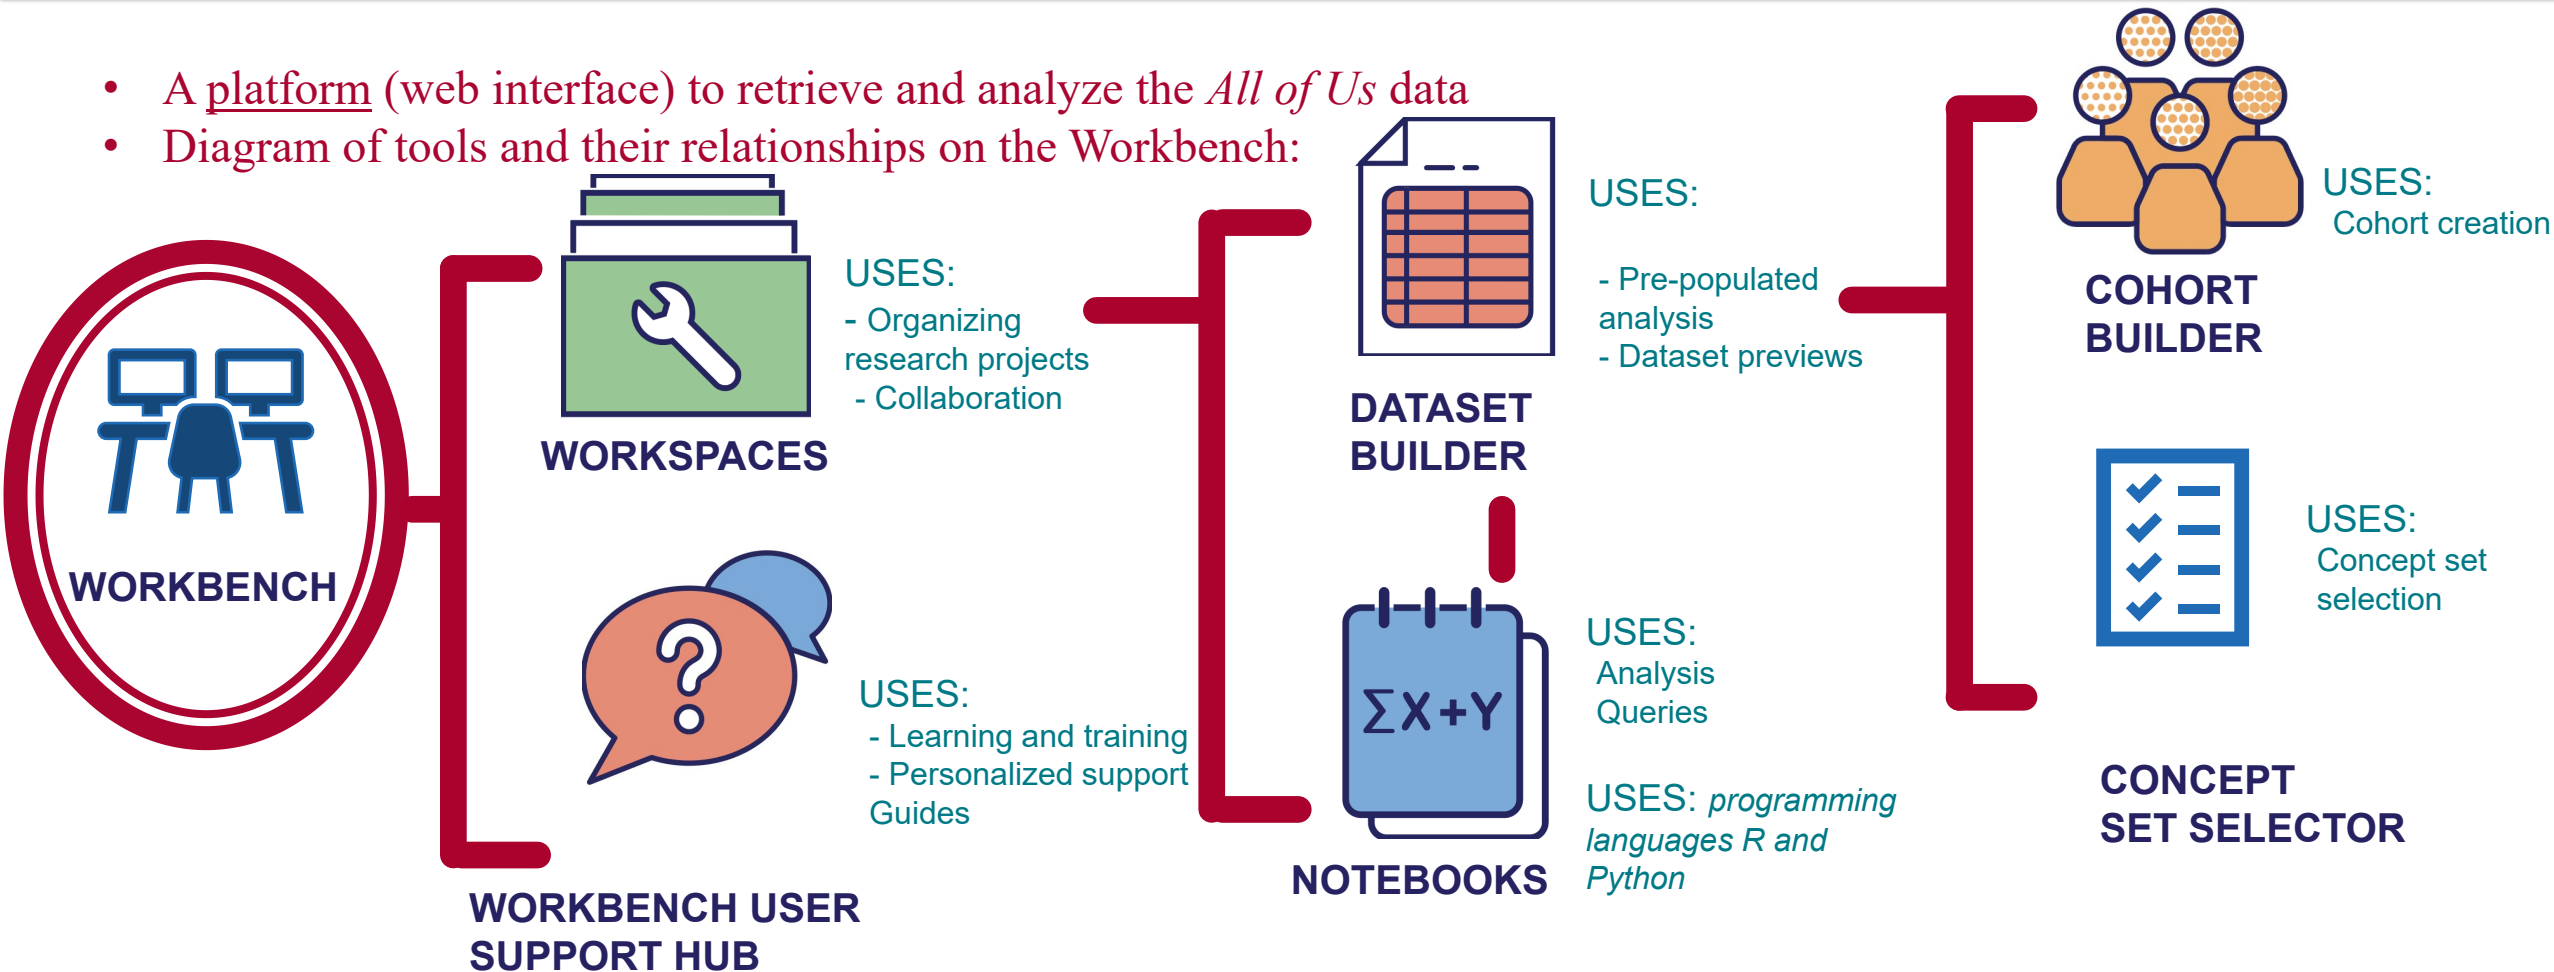 • A platform (web interface) to retrieve and analyze the All of Us data
• Diagram of tools and their relationships on the Workbench:
WORKBENCH
USES:
- Organizing
research projects
- Collaboration
WORKSPACES
USES:
- Learning and training
- Personalized support
Guides
WORKBENCH USER
SUPPORT HUB
USES:
- Pre-populated
analysis
- Dataset previews
DATASET
BUILDER
∑X+Y
USES:
Analysis
Queries
USES: programming
languages R and
Python
NOTEBOOKS
USES:
Cohort creation
COHORT
BUILDER
USES:
Concept set
selection
CONCEPT
SET SELECTOR